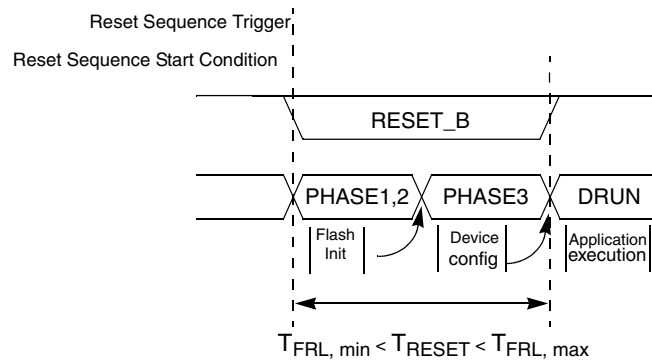 Reset Sequence Trigger
Reset Sequence Start Condition
RESET_B
PHASE1,2
PHASE3
DRUN
Flash
Init
Device
config
Application
execution
TFRL, min < TRESET < TFRL, max